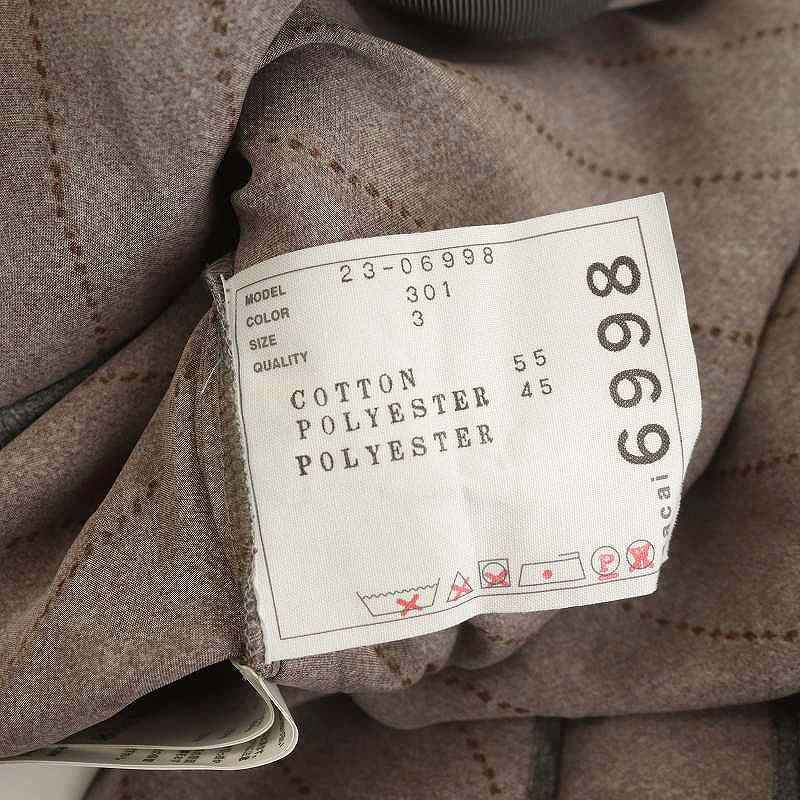 MODEL 23-06998
COLOR 301
SIZE 3
QUALITY
COTTON 55
POLYESTER 45
POLYESTER
6998
acai
P
W